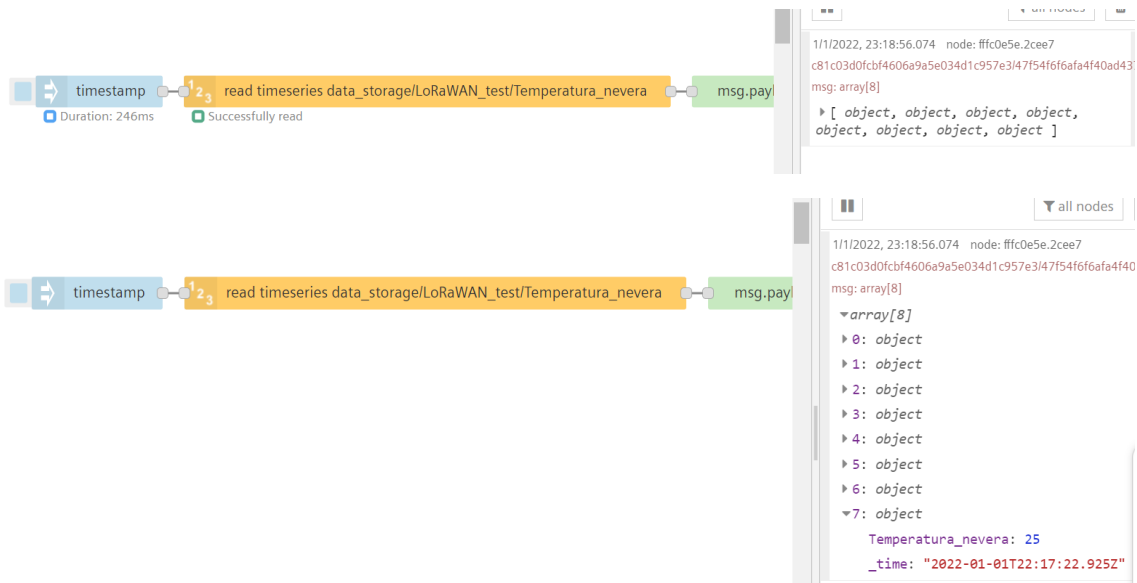 timestamp
123
read timeseries data_storage/LoRaWAN_test/Temperatura_nevera
msg.payl
Duration: 246ms
Successfully read
all nodes
1/1/2022, 23:18:56.074 node: fffc0e5e.2cee7
c81c03d0fcbf4606a9a5e034d1c957e3/47f54f6f6afa4f40ad43
msg: array[8]
[ object, object, object, object,
object, object, object, object ]
timestamp
123
read timeseries data_storage/LoRaWAN_test/Temperatura_nevera
msg.payl
all nodes
1/1/2022, 23:18:56.074 node: fffc0e5e.2cee7
c81c03d0fcbf4606a9a5e034d1c957e3/47f54f6f6afa4f40
msg: array[8]
array[8]
0: object
1: object
2: object
3: object
4: object
5: object
6: object
7: object
Temperatura_nevera: 25
_time: "2022-01-01T22:17:22.925Z"